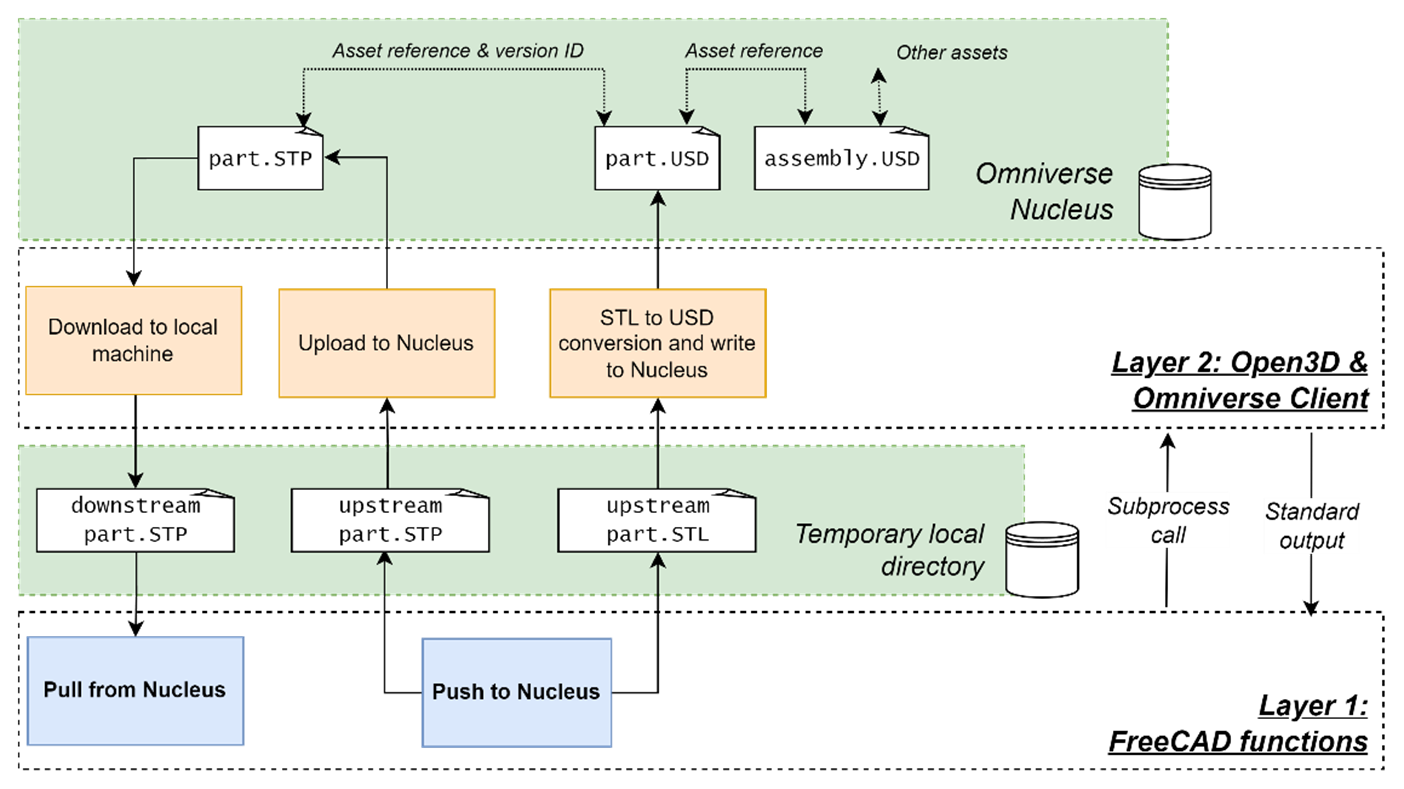 Asset reference & version ID
Asset reference
Other assets
part.STP
part.USD
assembly.USD
Omniverse
Nucleus
Download to local
machine
Upload to Nucleus
STL to USD
conversion and write
to Nucleus
Layer 2: Open3D &
Omniverse Client
downstream
part.STP
upstream
part.STP
upstream
part.STL
Temporary local
directory
Subprocess
call
Standard
output
Pull from Nucleus
Push to Nucleus
Layer 1:
FreeCAD functions